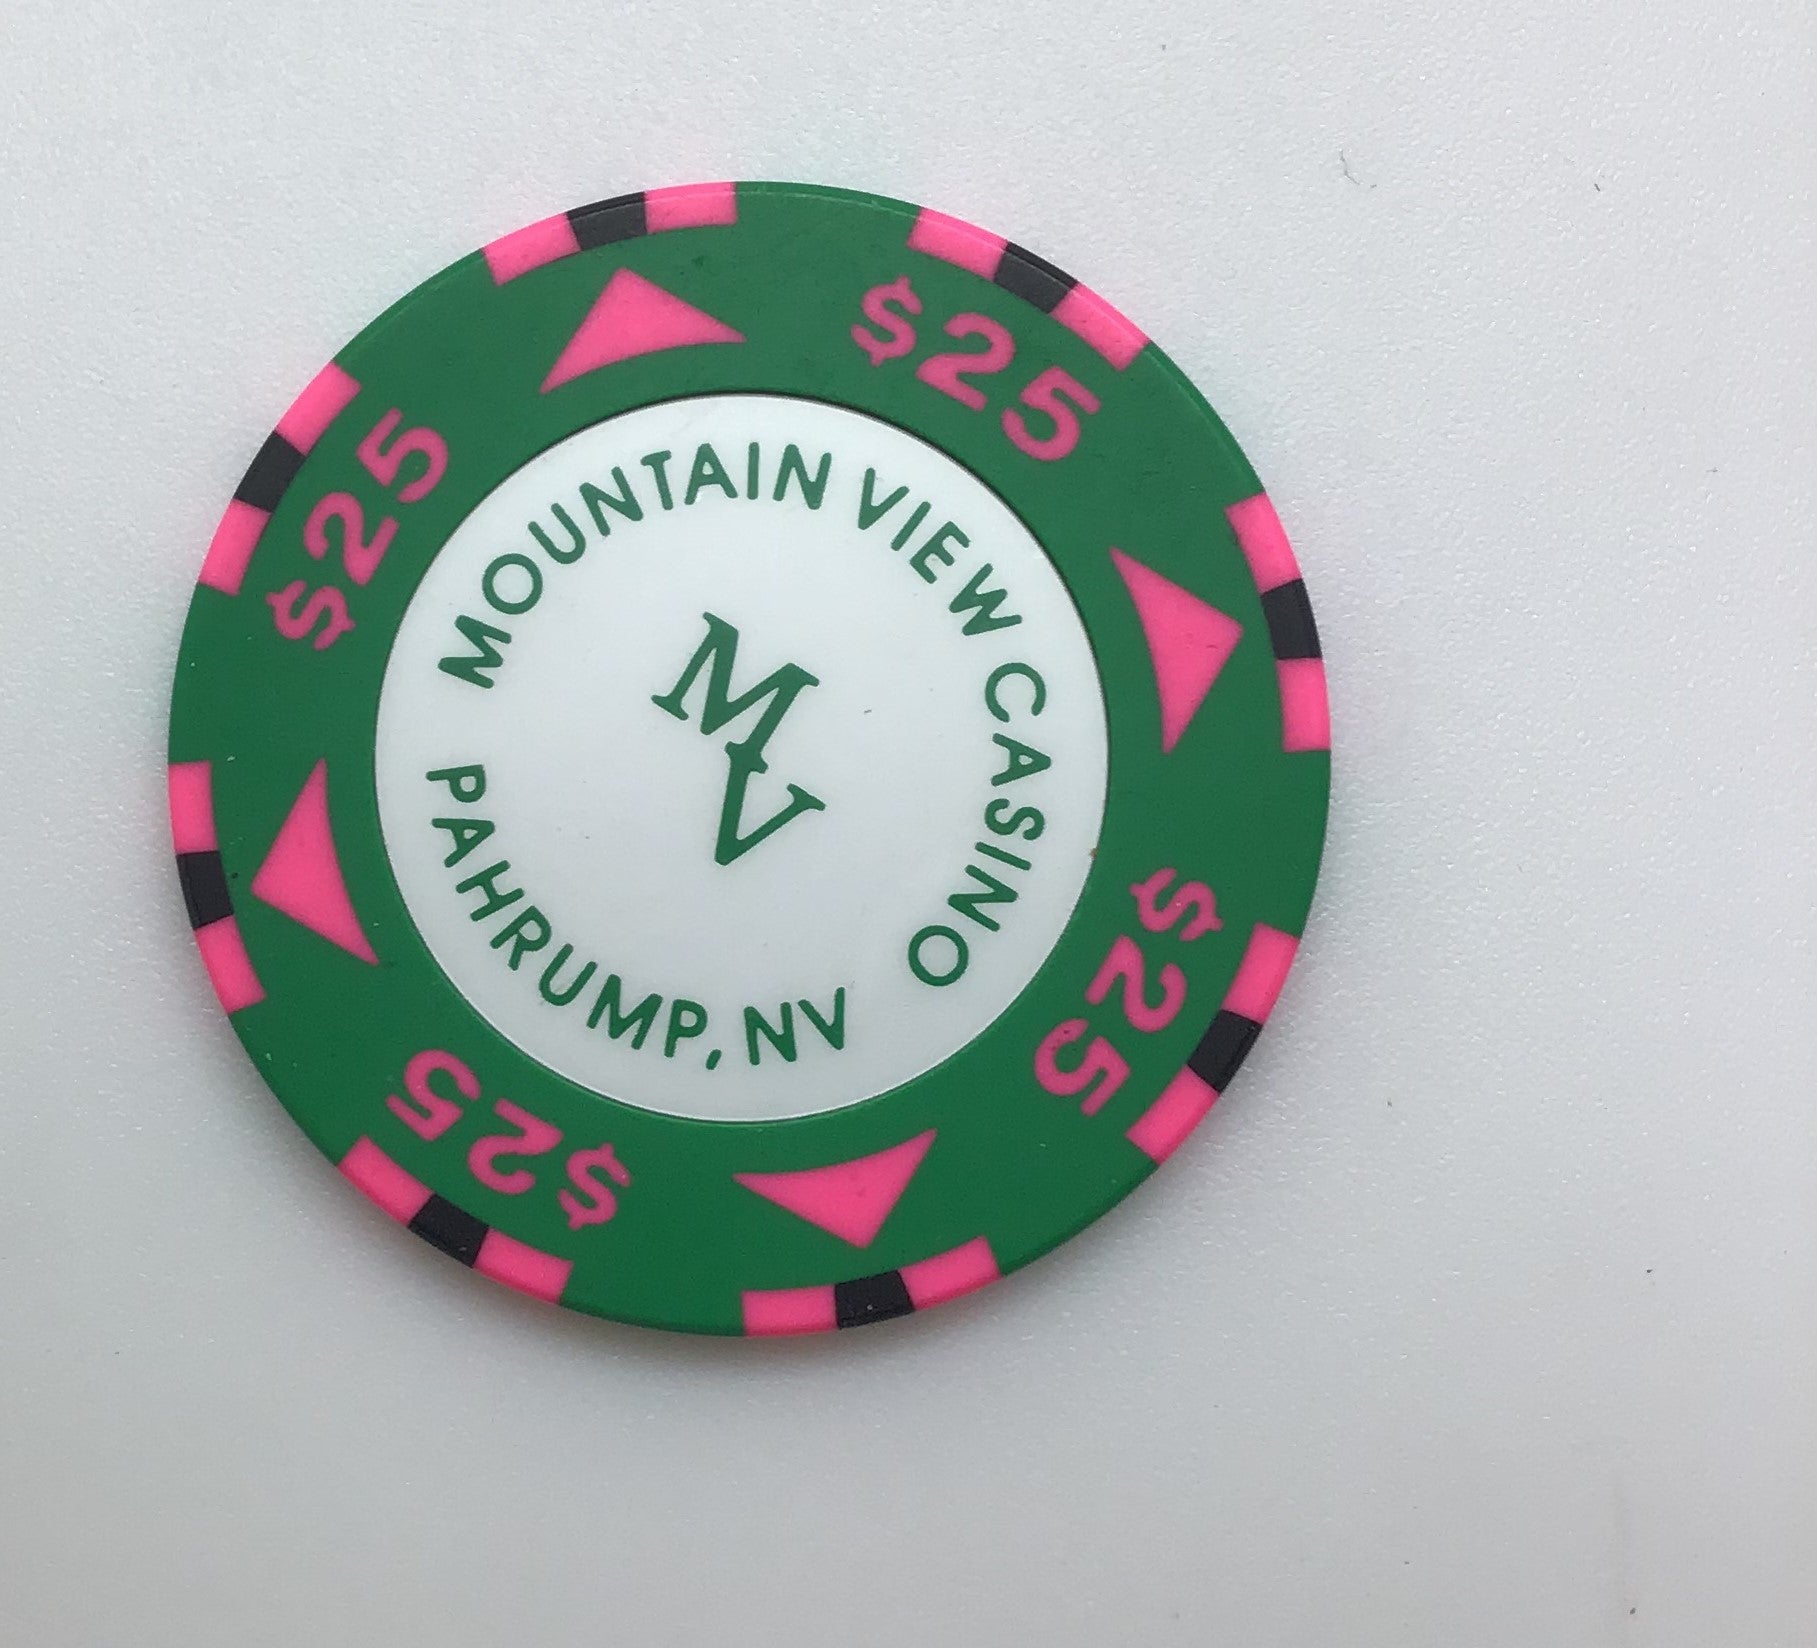 MOUNTAIN VIEW CASINO
MV
PAHRUMP, NV
$25
$25
$25
$25